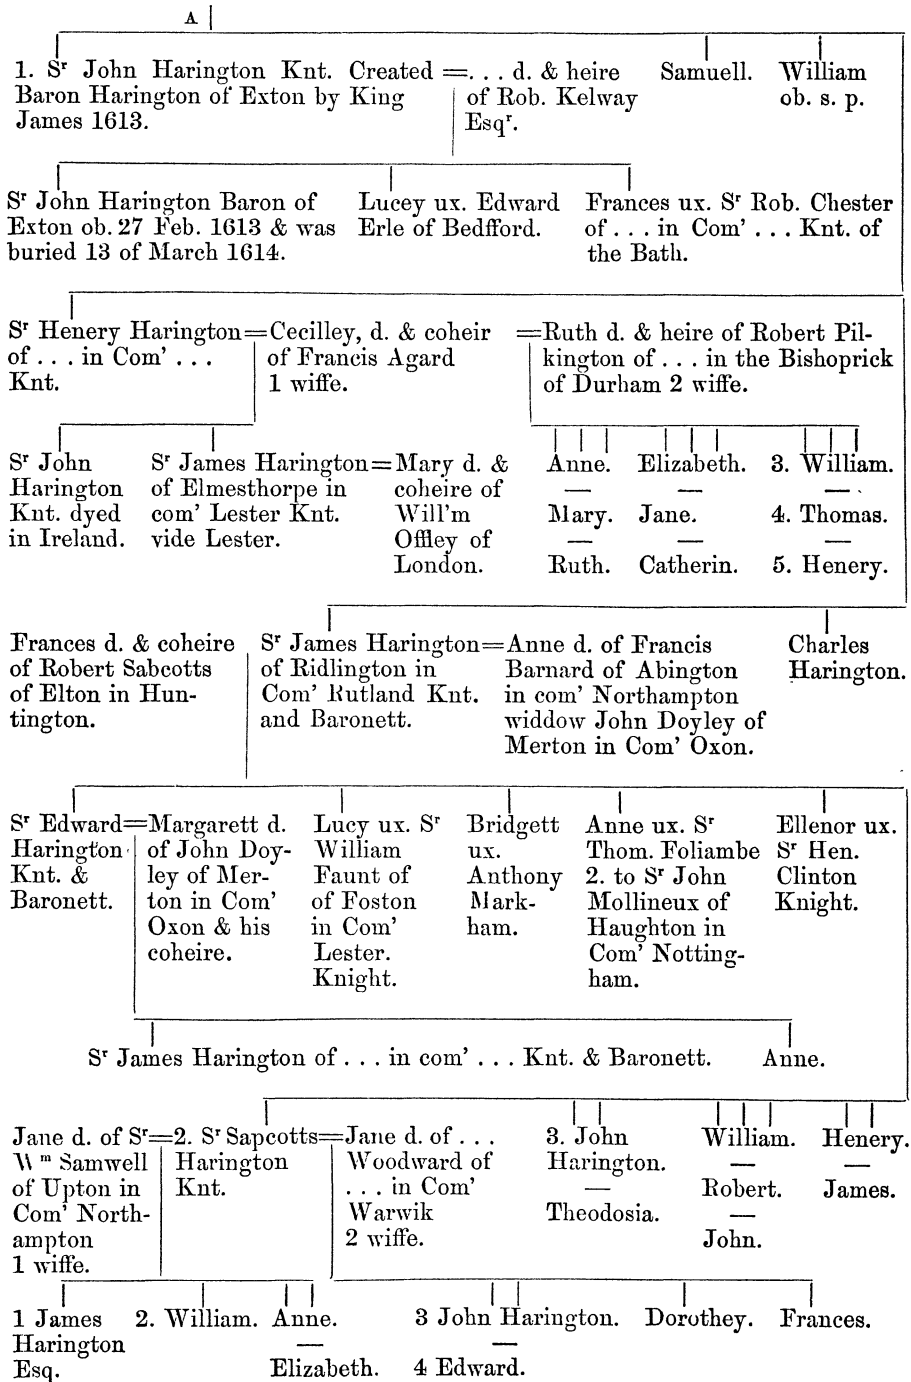 A
1. Sʳ John Harington Knt. Created = . . . d. & heire Samuell. William
Baron Harington of Exton by King of Rob. Kelway ob. s. p.
James 1613. Esqʳ.
Sʳ John Harington Baron of Lucey ux. Edward Frances ux. Sʳ Rob. Chester
Exton ob. 27 Feb. 1613 & was Erle of Bedfford. of . . . in Com' . . . Knt. of
buried 13 of March 1614. the Bath.
Sʳ Henery Harington=Cecilley, d. & coheir =Ruth d. & heire of Robert Pil-
of . . . in Com' . . . of Francis Agard kington of . . . in the Bishoprick
Knt. 1 wiffe. of Durham 2 wiffe.
Sʳ John Sʳ James Harington=Mary d. & Anne. Elizabeth. 3. William.
Harington of Elmesthorpe in coheire of — — —
Knt. dyed com' Lester Knt. Will'm Mary. Jane. 4. Thomas.
in Ireland. vide Lester. Offley of — — —
London. Ruth. Catherin. 5. Henery.
Frances d. & coheire Sʳ James Harington=Anne d. of Francis Charles
of Robert Sabcotts of Ridlington in Barnard of Abington Harington.
of Elton in Hun- Com' Rutland Knt. in com' Northampton
tington. and Baronett. widdow John Doyley of
Merton in Com' Oxon.
Sʳ Edward=Margarett d. Lucy ux. Sʳ Bridgett Anne ux. Sʳ Ellenor ux.
Harington of John Doy- William ux. Thom. Foliambe Sʳ Hen.
Knt. & ley of Mer- Faunt of Anthony 2. to Sʳ John Clinton
Baronett. ton in Com' of Foston Mark- Mollineux of Knight.
Oxon & his in Com' ham. Haughton in
coheire. Lester. Com' Notting-
Knight. ham.
Sʳ James Harington of . . . in com' . . . Knt. & Baronett. Anne.
Jane d. of Sʳ=2. Sʳ Sapcotts=Jane d. of . . . 3. John William. Henery.
Wᵐ Samwell Harington Woodward of Harington. — —
of Upton in Knt. . . . in Com' — Robert. James.
Com' North- Warwik Theodosia. —
ampton 2 wiffe. John.
1 wiffe.
1 James 2. William. Anne. 3 John Harington. Dorothey. Frances.
Harington — —
Esq. Elizabeth. 4 Edward.